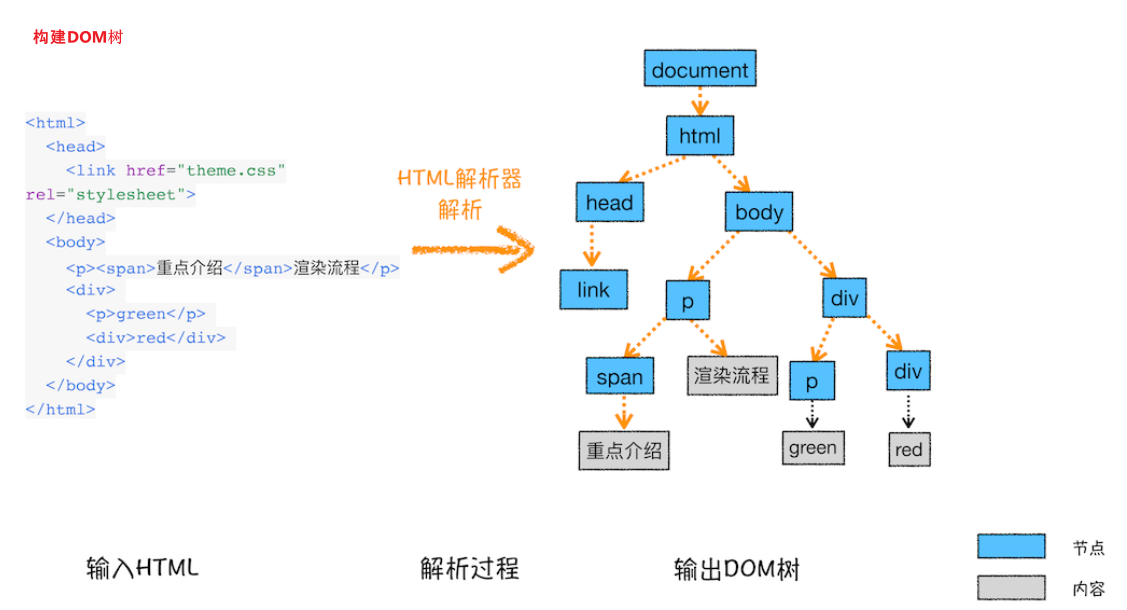 构建DOM树
<html>
<head>
<link href="theme.css"
rel="stylesheet">
</head>
<body>
<p><span>重点介绍</span>渲染流程</p>
<div>
<p>green</p>
<div>red</div>
</div>
</body>
</html>
HTML解析器
解析
document
html
head
body
link
p
div
span
渲染流程
p
div
重点介绍
green
red
输入HTML
解析过程
输出DOM树
节点
内容